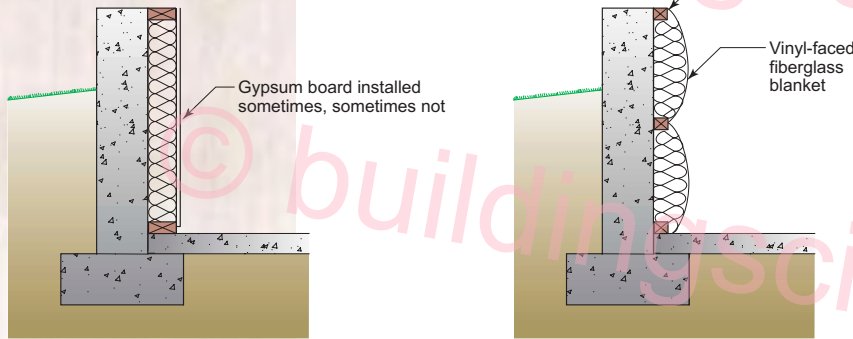 Gypsum board installed
sometimes, sometimes not
Vinyl-faced
fiberglass
blanket
© buildingsci